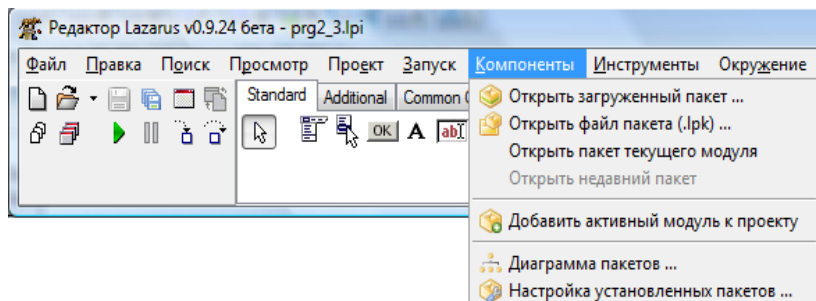 Редактор Lazarus v0.9.24 бета - prg2_3.lpi
Файл Правка Поиск Просмотр Проект Запуск Компоненты Инструменты Окружение
Standard Additional Common
OK A abI
Открыть загруженный пакет ...
Открыть файл пакета (.lpk) ...
Открыть пакет текущего модуля
Открыть недавний пакет
Добавить активный модуль к проекту
Диаграмма пакетов ...
Настройка установленных пакетов ...